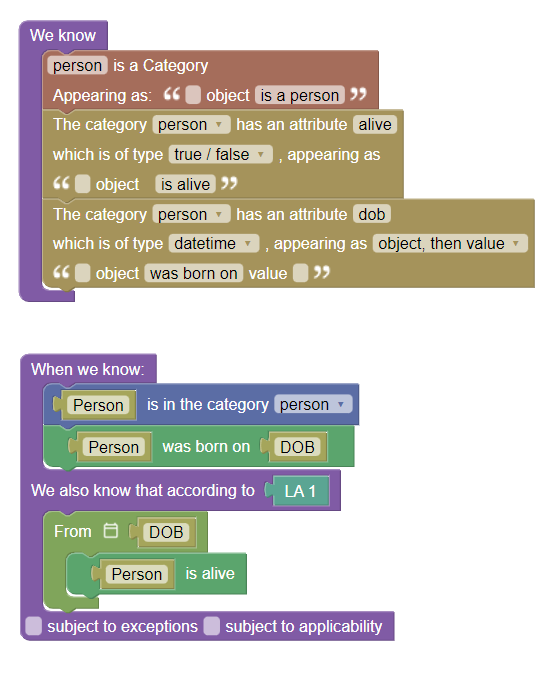 We know
person is a Category
Appearing as: “ object is a person ”
The category person ▾ has an attribute alive
which is of type true / false ▾ , appearing as
“ object is alive ”
The category person ▾ has an attribute dob
which is of type datetime ▾ , appearing as object, then value ▾
“ object was born on value ”
When we know:
Person is in the category person ▾
Person was born on DOB
We also know that according to LA 1
From DOB
Person is alive
subject to exceptions subject to applicability